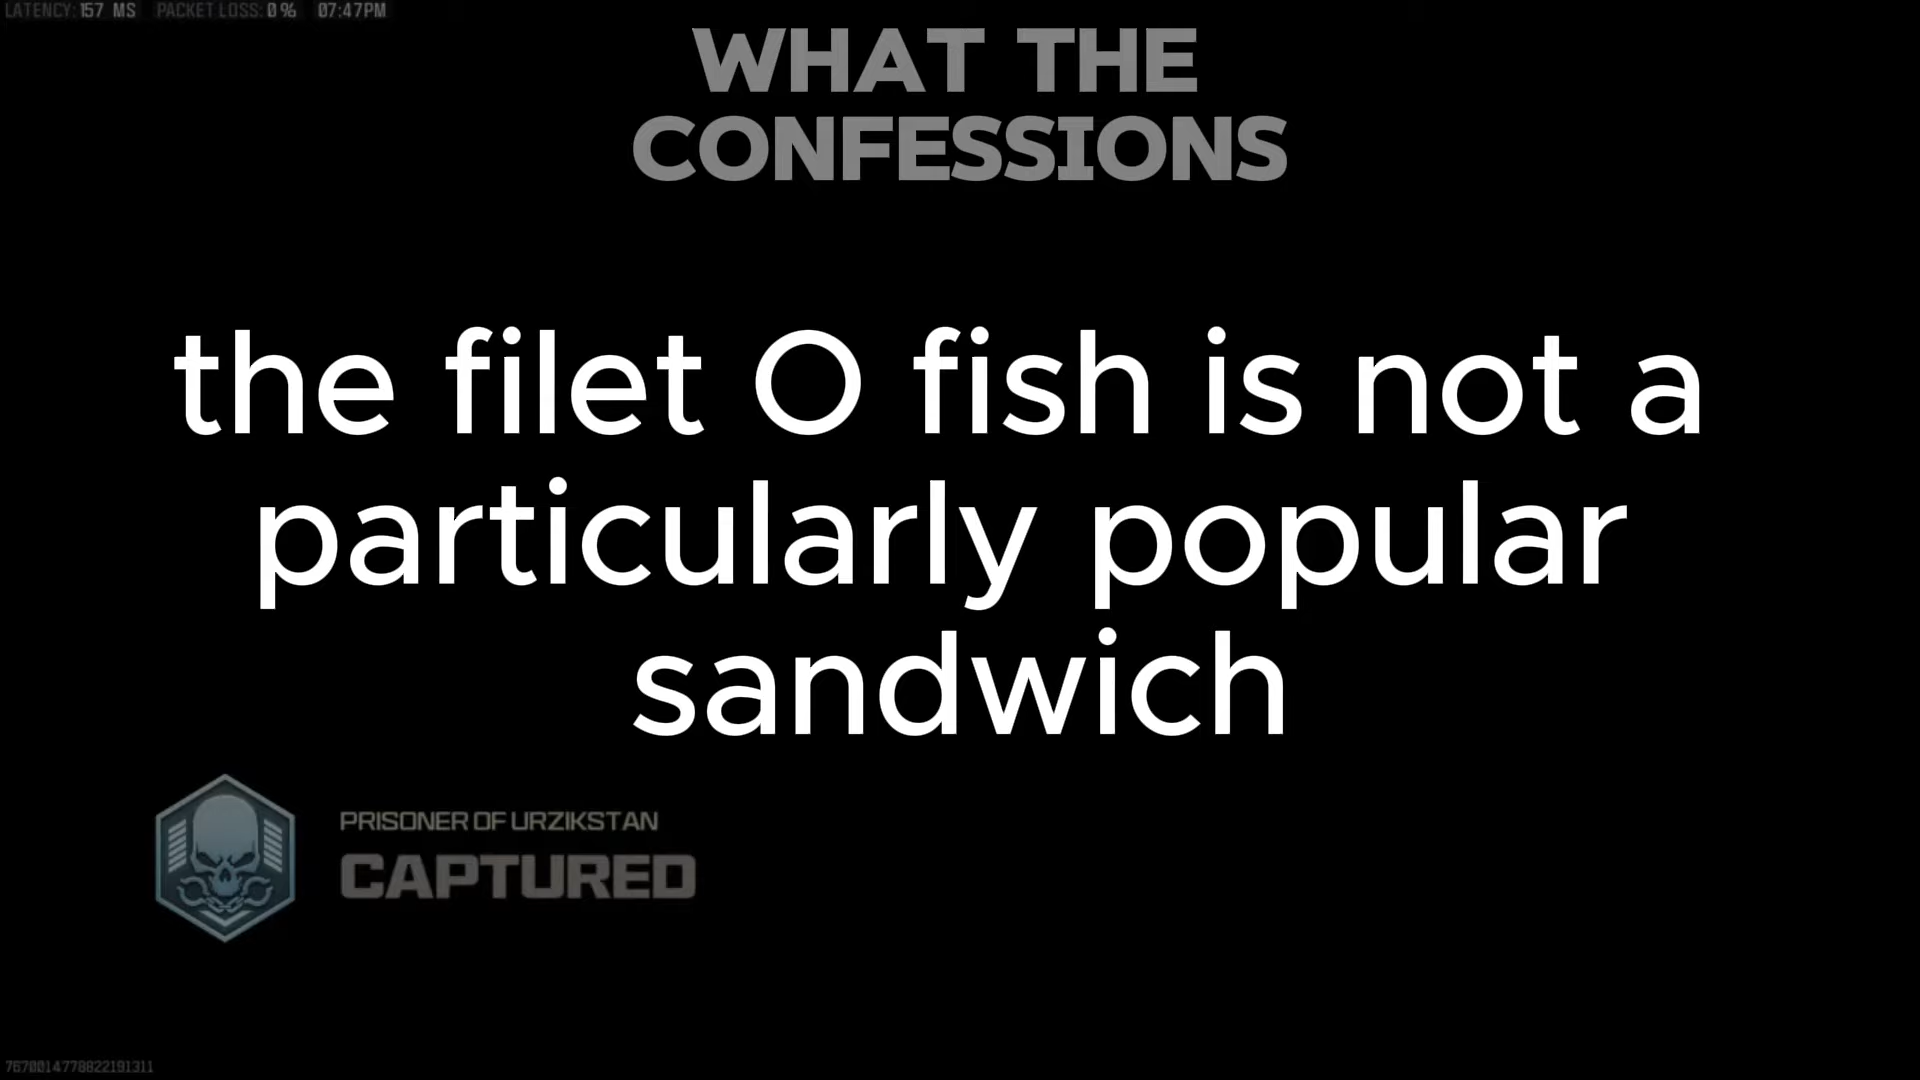 LATENCY: 157 MS PACKET LOSS: 0% 07:47PM
WHAT THE
CONFESSIONS
the filet O fish is not a
particularly popular
sandwich
PRISONER OF URZIKSTAN
CAPTURED
7670014778822191311